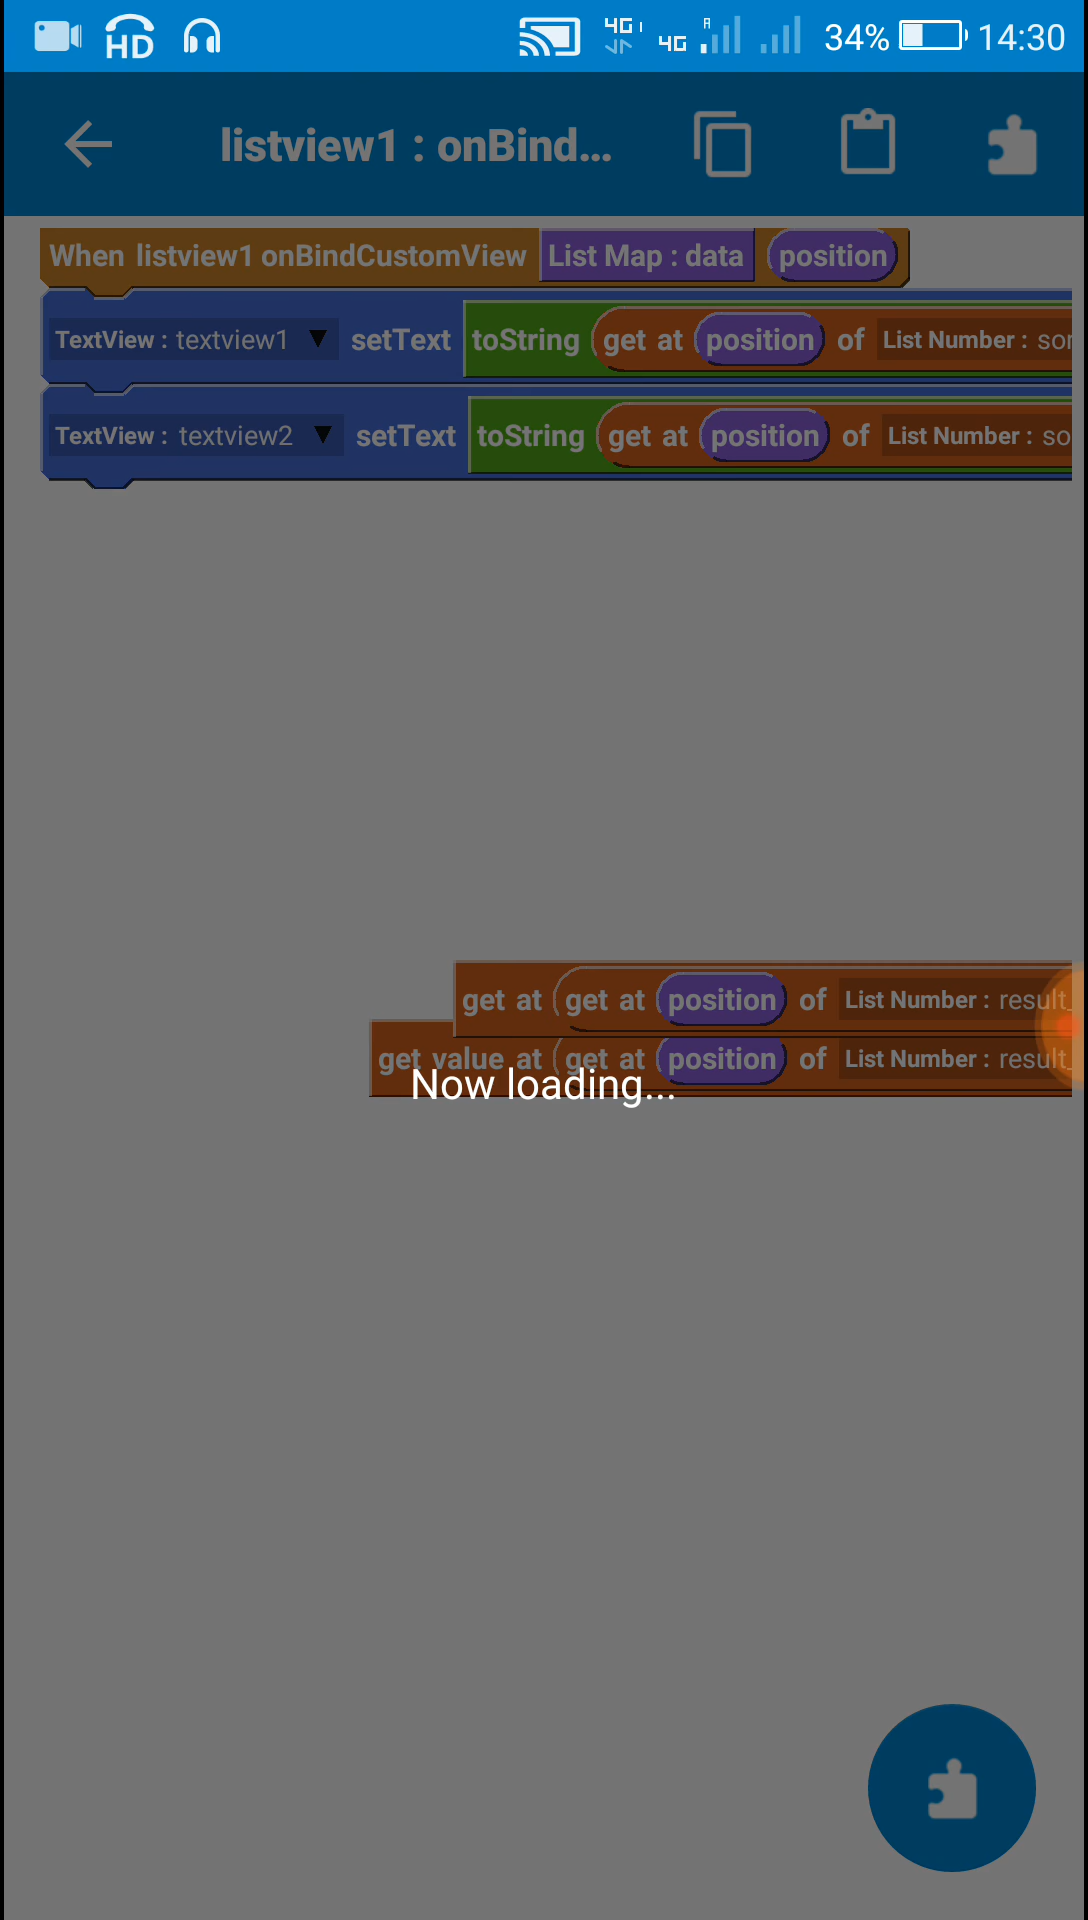 HD 4G 4G R 34% 14:30
listview1 : onBind...
When listview1 onBindCustomView List Map : data position
TextView : textview1 ▼ setText toString get at position of List Number :
TextView : textview2 ▼ setText toString get at position of List Number :
get at get at position of List Number : result_
get value at get at position of List Number : result_
Now loading...